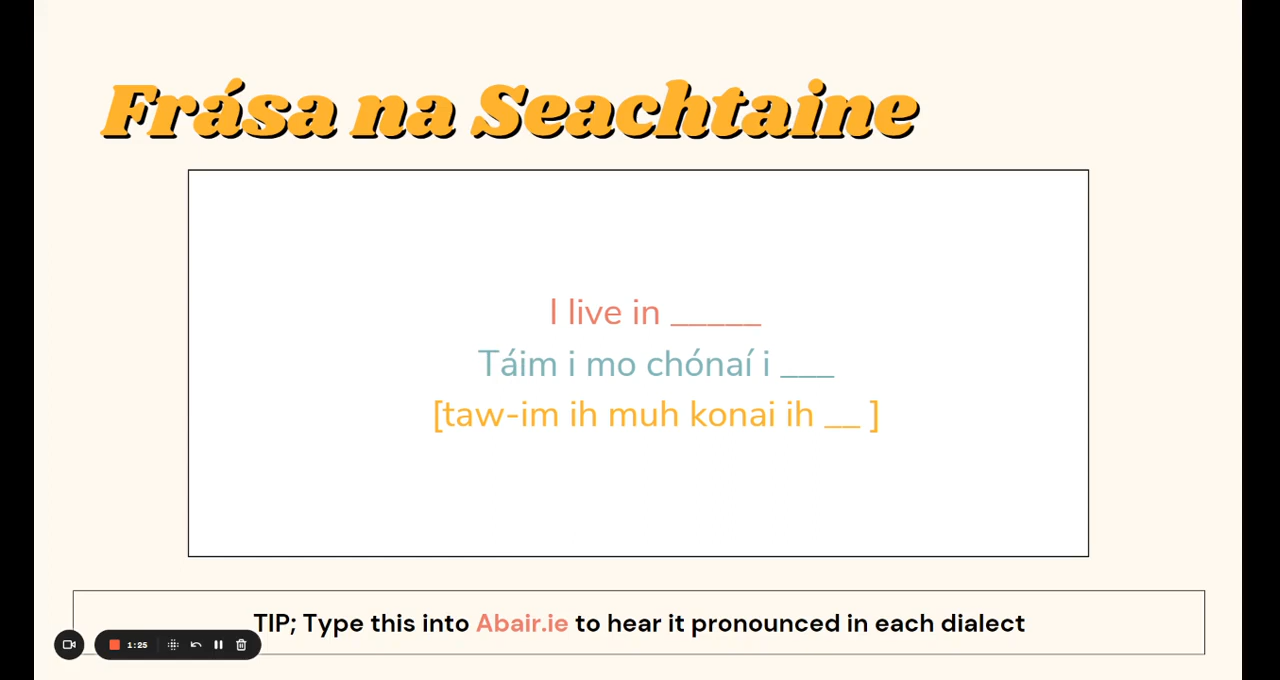 Frása na Seachtaine
I live in _____
Táim i mo chónaí i ___
[taw-im ih muh konai ih __ ]
TIP; Type this into Abair.ie to hear it pronounced in each dialect
1:25